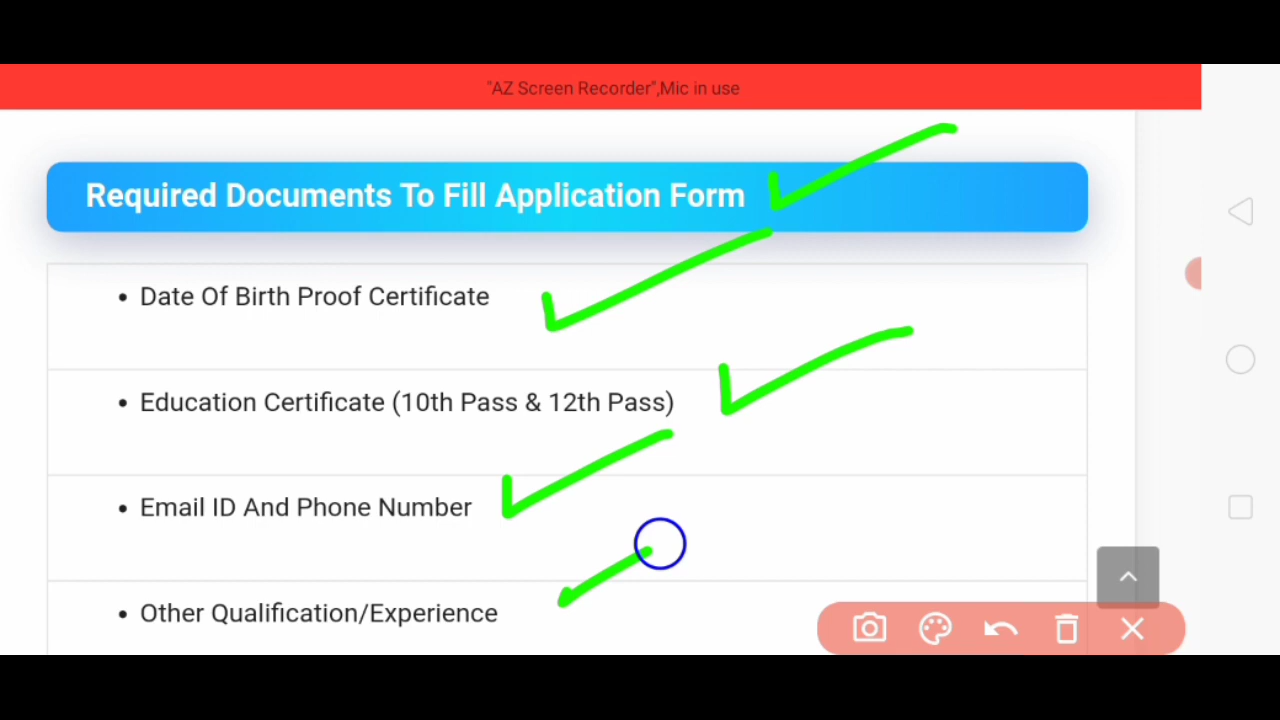 "AZ Screen Recorder",Mic in use
Required Documents To Fill Application Form
• Date Of Birth Proof Certificate
• Education Certificate (10th Pass & 12th Pass)
• Email ID And Phone Number
• Other Qualification/Experience